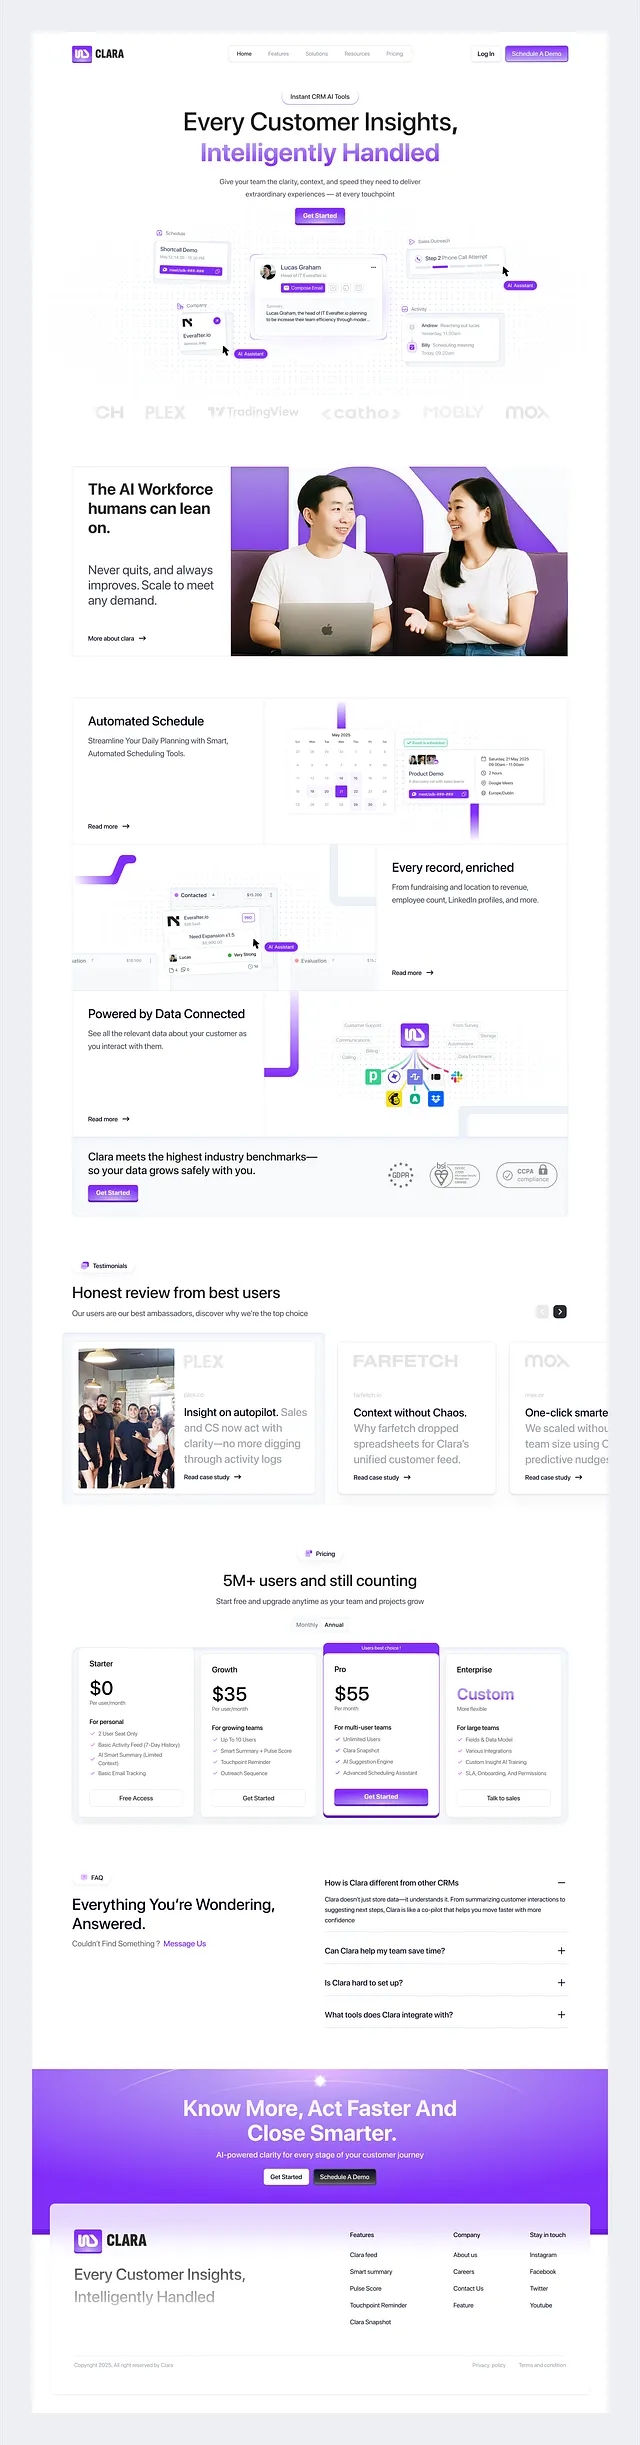 CLARA
Home Features Solutions Resources Pricing
Log In
Schedule A Demo
Instant CRM AI Tools
Every Customer Insights,
Intelligently Handled
Give your team the clarity, context, and speed they need to deliver
extraordinary experiences — at every touchpoint
Get Started
Schedule
Shortcall Demo
Company
Everafter.io
AI Assistant
Lucas Graham
Head of IT Everafter.io
Compose Email
Summary
Lucas Graham, the head of IT Everafter.io planning
to be increase their team efficiency through moder...
Sales Outreach
Step 2 Phone Call Attempt
AI Assistant
Activity
Andrew Reaching out lucas
Yesterday, 11.50am
Billy Scheduling meeting
Today, 09.20am
CH PLEX TradingView <catho> MOBLY MOX
The AI Workforce
humans can lean
on.
Never quits, and always
improves. Scale to meet
any demand.
More about clara
Automated Schedule
Streamline Your Daily Planning with Smart,
Automated Scheduling Tools.
Read more
May 2025
Product Demo
Saturday, 21 May 2025
09.00am - 11.00am
2 Hours
Google Meets
Europe/Dublin
Contacted 4 $15.200
Everafter.io
PRO
Need Expansion x1.5
Lucas
Very Strong
AI Assistant
Evaluation
Every record, enriched
From fundraising and location to revenue,
employee count, LinkedIn profiles, and more.
Read more
Powered by Data Connected
See all the relevant data about your customer as
you interact with them.
Read more
Customer Support
Communications
Billing
Calling
From Survey
Storage
Automations
Data Enrichment
Clara meets the highest industry benchmarks—
so your data grows safely with you.
Get Started
GDPR
bsi
CCPA
compliance
Testimonials
Honest review from best users
Our users are our best ambassadors, discover why we're the top choice
PLEX
plex.co
Insight on autopilot. Sales
and CS now act with
clarity—no more digging
through activity logs
Read case study
FARFETCH
farfetch.io
Context without Chaos.
Why farfetch dropped
spreadsheets for Clara's
unified customer feed.
Read case study
MOX
One-click smarte
We scaled withou
team size using C
predictive nudges
Read case study
Pricing
5M+ users and still counting
Start free and upgrade anytime as your team and projects grow
Monthly Annual
Starter
$0
Per user/month
For personal
2 User Seat Only
Basic Activity Feed (7-Day History)
AI Smart Summary (Limited
Context)
Basic Email Tracking
Free Access
Growth
$35
Per user/month
For growing teams
Up To 10 Users
Smart Summary + Pulse Score
Touchpoint Reminder
Outreach Sequence
Get Started
Users best choice !
Pro
$55
Per month
For multi-user teams
Unlimited Users
Clara Snapshot
AI Suggestion Engine
Advanced Scheduling Assistant
Get Started
Enterprise
Custom
More flexible
For large teams
Fields & Data Model
Various Integrations
Custom Insight AI Training
SLA, Onboarding, And Permissions
Talk to sales
FAQ
Everything You're Wondering,
Answered.
Couldn't Find Something ? Message Us
How is Clara different from other CRMs
Clara doesn't just store data—it understands it. From summarizing customer interactions to
suggesting next steps, Clara is like a co-pilot that helps you move faster with more
confidence
Can Clara help my team save time?
Is Clara hard to set up?
What tools does Clara integrate with?
Know More, Act Faster And
Close Smarter.
AI-powered clarity for every stage of your customer journey
Get Started
Schedule A Demo
CLARA
Every Customer Insights,
Intelligently Handled
Features
Clara feed
Smart summary
Pulse Score
Touchpoint Reminder
Clara Snapshot
Company
About us
Careers
Contact Us
Feature
Stay in touch
Instagram
Facebook
Twitter
Youtube
Copyright 2025, All right reserved by Clara
Privacy policy
Terms and condition